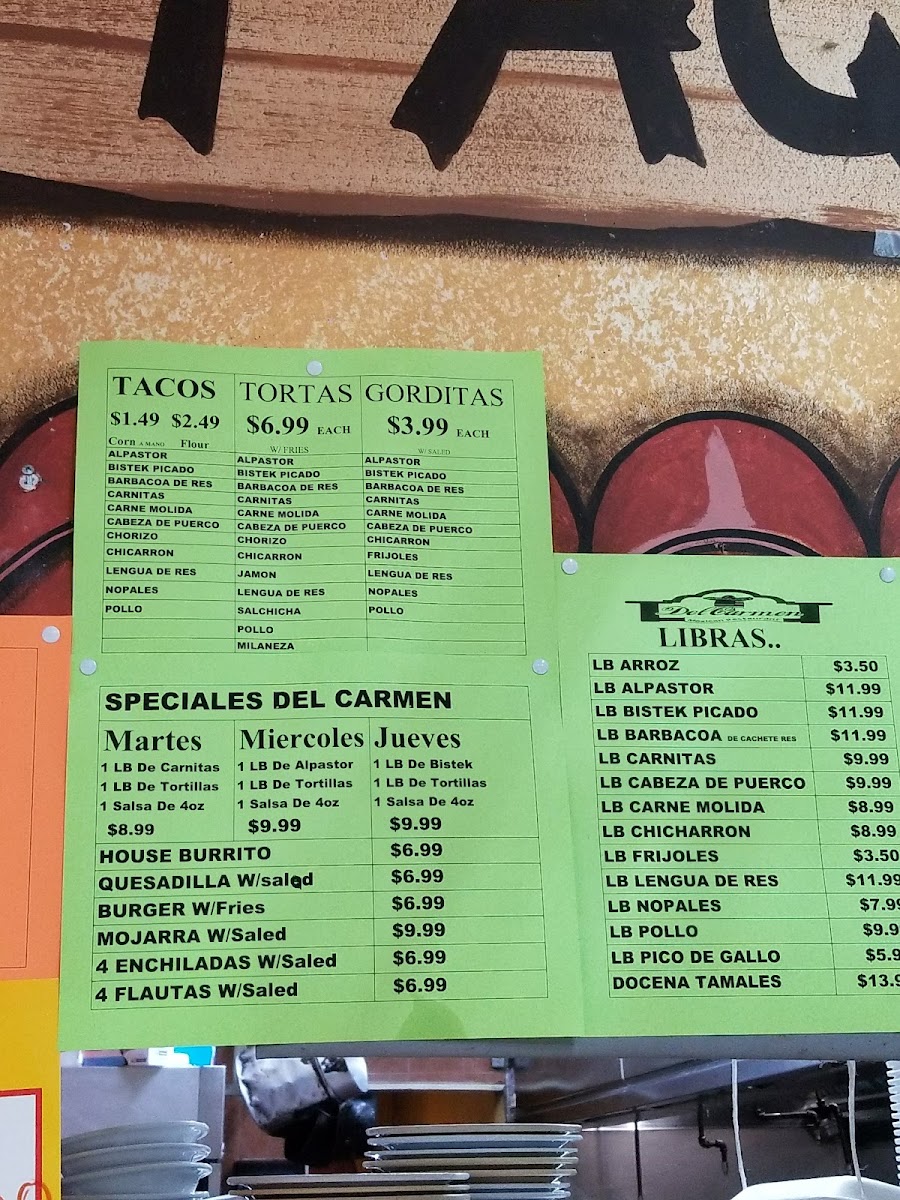 TACOS
$1.49 $2.49
Corn A MANO Flour
ALPASTOR
BISTEK PICADO
BARBACOA DE RES
CARNITAS
CARNE MOLIDA
CABEZA DE PUERCO
CHORIZO
CHICARRON
LENGUA DE RES
NOPALES
POLLO
TORTAS
$6.99 EACH
W/ FRIES
ALPASTOR
BISTEK PICADO
BARBACOA DE RES
CARNITAS
CARNE MOLIDA
CABEZA DE PUERCO
CHORIZO
CHICARRON
JAMON
LENGUA DE RES
SALCHICHA
POLLO
MILANEZA
GORDITAS
$3.99 EACH
W/ SALED
ALPASTOR
BISTEK PICADO
BARBACOA DE RES
CARNITAS
CARNE MOLIDA
CABEZA DE PUERCO
CHICARRON
FRIJOLES
LENGUA DE RES
NOPALES
POLLO
SPECIALES DEL CARMEN
Martes
1 LB De Carnitas
1 LB De Tortillas
1 Salsa De 4oz
$8.99
Miercoles
1 LB De Alpastor
1 LB De Tortillas
1 Salsa De 4oz
$9.99
Jueves
1 LB De Bistek
1 LB De Tortillas
1 Salsa De 4oz
$9.99
HOUSE BURRITO $6.99
QUESADILLA W/saled $6.99
BURGER W/Fries $6.99
MOJARRA W/Saled $9.99
4 ENCHILADAS W/Saled $6.99
4 FLAUTAS W/Saled $6.99
Del Carmen
Mexican Restaurant
LIBRAS..
LB ARROZ $3.50
LB ALPASTOR $11.99
LB BISTEK PICADO $11.99
LB BARBACOA DE CACHETE RES $11.99
LB CARNITAS $9.99
LB CABEZA DE PUERCO $9.99
LB CARNE MOLIDA $8.99
LB CHICHARRON $8.99
LB FRIJOLES $3.50
LB LENGUA DE RES $11.99
LB NOPALES $7.99
LB POLLO $9.9
LB PICO DE GALLO $5.9
DOCENA TAMALES $13.9